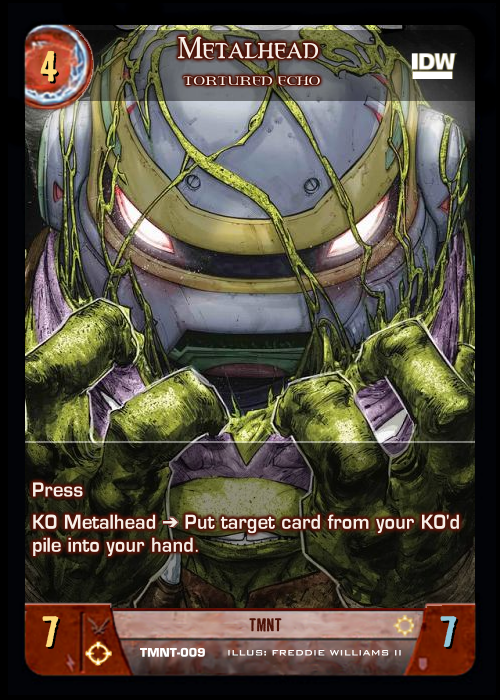 4
Metalhead
Tortured Echo
IDW
Press
KO Metalhead → Put target card from your KO'd
pile into your hand.
7
TMNT
7
TMNT-009 ILLUS: FREDDIE WILLIAMS II